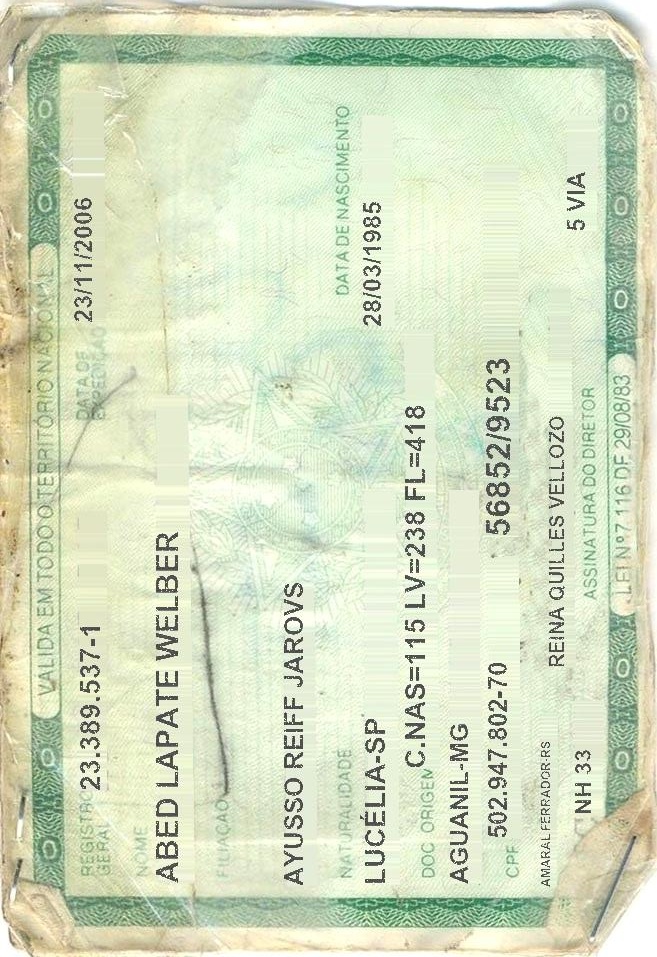 VALIDA EM TODO O TERRITÓRIO NACIONAL
REGISTRO GERAL 23.389.537-1 DATA DE EXPEDIÇÃO 23/11/2006
NOME
ABED LAPATE WELBER
FILIAÇÃO
AYUSSO REIFF JAROVS
NATURALIDADE DATA DE NASCIMENTO
LUCÉLIA-SP 28/03/1985
DOC ORIGEM C.NAS=115 LV=238 FL=418
AGUANIL-MG
CPF 502.947.802-70 56852/9523
AMARAL FERRADOR-RS REINA QUILLES VELLOZO
NH 33 ASSINATURA DO DIRETOR 5 VIA
LEI Nº 7 116 DE 29/08/83